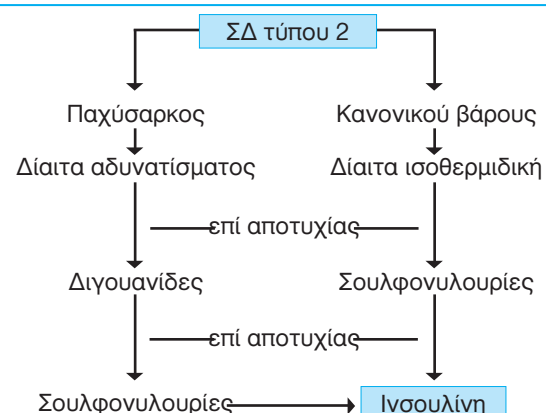 ΣΔ τύπου 2
Παχύσαρκος Κανονικού βάρους
Δίαιτα αδυνατίσματος Δίαιτα ισοθερμιδική
επί αποτυχίας
Διγουανίδες Σουλφονυλουρίες
επί αποτυχίας
Σουλφονυλουρίες Ινσουλίνη